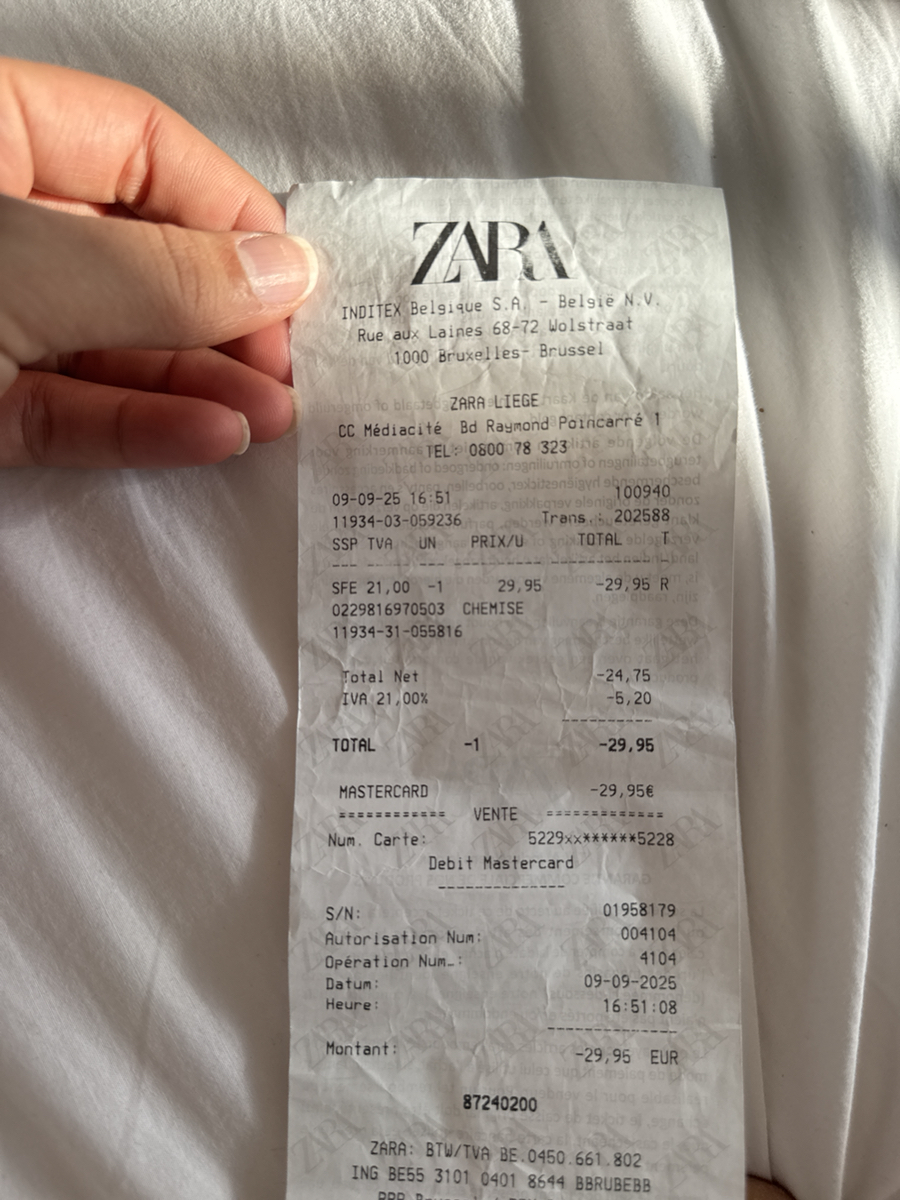 ZARA
INDITEX Belgique S.A. - België N.V.
Rue aux Laines 68-72 Wolstraat
1000 Bruxelles- Brussel
ZARA LIEGE
CC Médiacité Bd Raymond Poincarré 1
TEL: 0800 78 323
09-09-25 16:51 100940
11934-03-059236 Trans.: 202588
SSP TVA UN PRIX/U TOTAL T
--- ----- --- --------- --------- -
SFE 21,00 -1 29,95 -29,95 R
0229816970503 CHEMISE
11934-31-055816
Total Net -24,75
IVA 21,00% -5,20
----------
TOTAL -1 -29,95
MASTERCARD -29,95€
=========== VENTE ============
Num. Carte: 5229xx******5228
Debit Mastercard
--------------
S/N: 01958179
Autorisation Num: 004104
Opération Num.: 4104
Datum: 09-09-2025
Heure: 16:51:08
--------------
Montant: -29,95 EUR
87240200
ZARA: BTW/TVA BE.0450.661.802
ING BE55 3101 0401 8644 BBRUBEBB